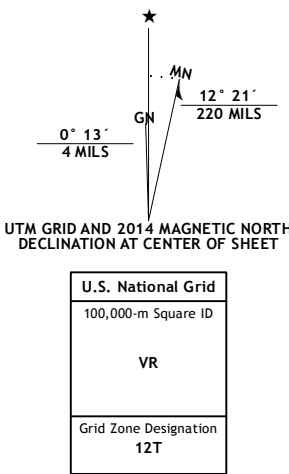 ★
MN
GN
0° 13´
4 MILS
12° 21´
220 MILS
UTM GRID AND 2014 MAGNETIC NORTH
DECLINATION AT CENTER OF SHEET
U.S. National Grid
100,000-m Square ID
VR
Grid Zone Designation
12T